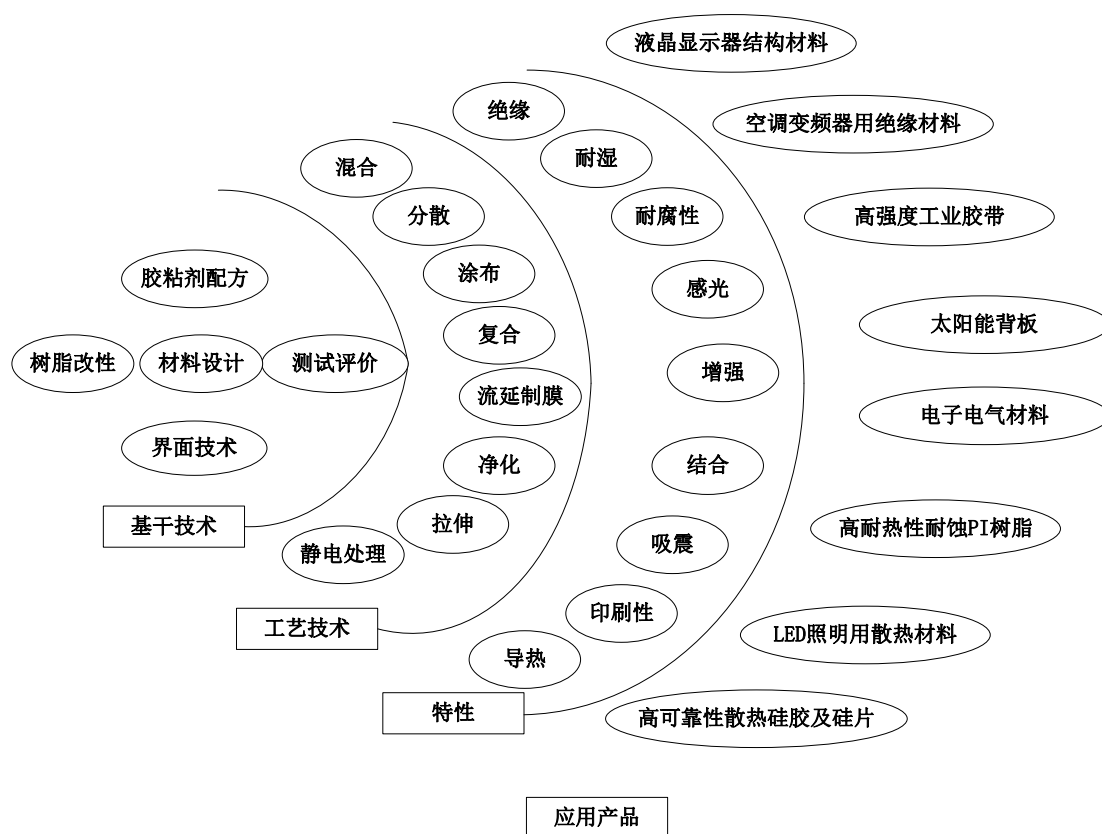 液晶显示器结构材料
绝缘
空调变频器用绝缘材料
混合
耐湿
分散
耐腐性
高强度工业胶带
胶粘剂配方
涂布
感光
复合
太阳能背板
树脂改性
材料设计
测试评价
增强
流延制膜
电子电气材料
界面技术
净化
结合
基干技术
拉伸
高耐热性耐蚀PI树脂
静电处理
吸震
工艺技术
印刷性
LED照明用散热材料
导热
特性
高可靠性散热硅胶及硅片
应用产品